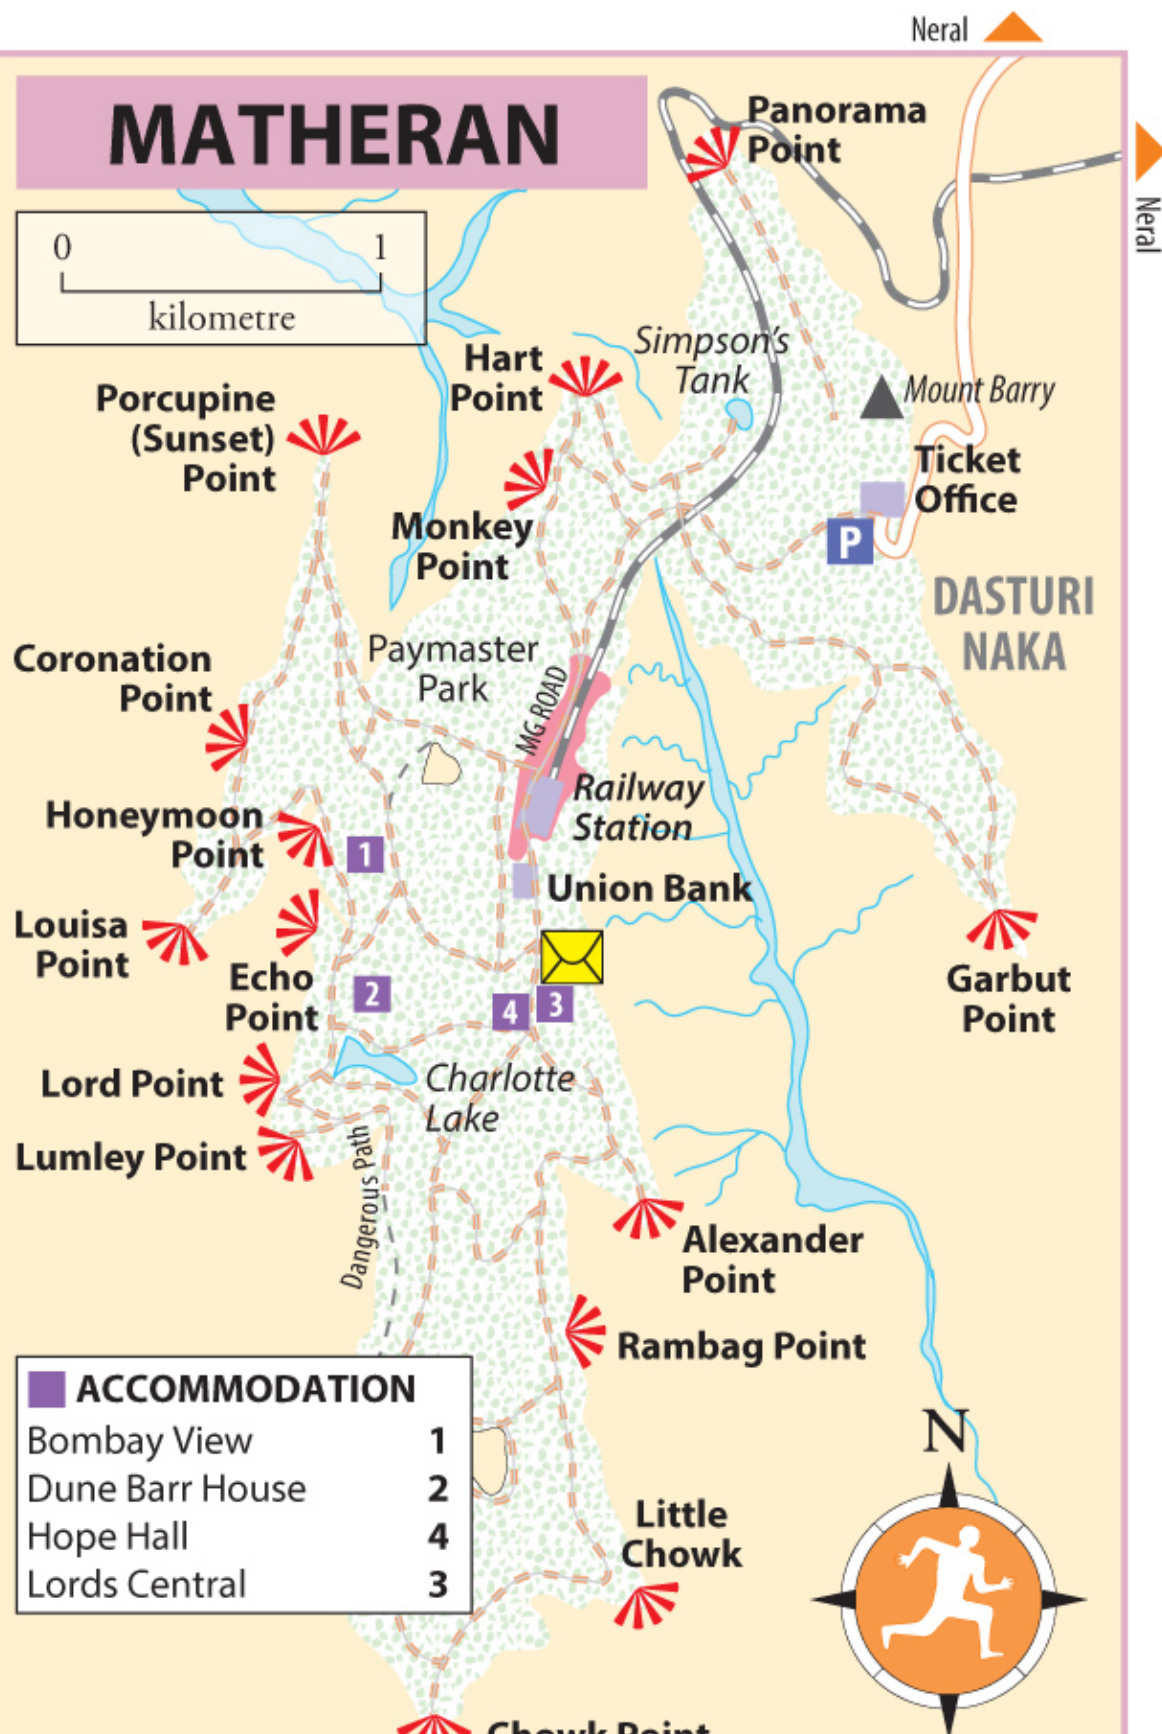 Neral
Neral
MATHERAN
0 1
kilometre
Panorama
Point
Simpson's
Tank
Hart
Point
Mount Barry
Porcupine
(Sunset)
Point
Ticket
Office
Monkey
Point
P
DASTURI
NAKA
Paymaster
Park
Coronation
Point
MG ROAD
Railway
Station
Honeymoon
Point
1
Union Bank
Louisa
Point
Echo
Point
2
4
3
Garbut
Point
Lord Point
Charlotte
Lake
Lumley Point
Dangerous Path
Alexander
Point
Rambag Point
ACCOMMODATION
Bombay View 1
Dune Barr House 2
Hope Hall 4
Lords Central 3
N
Little
Chowk
Chowk Point